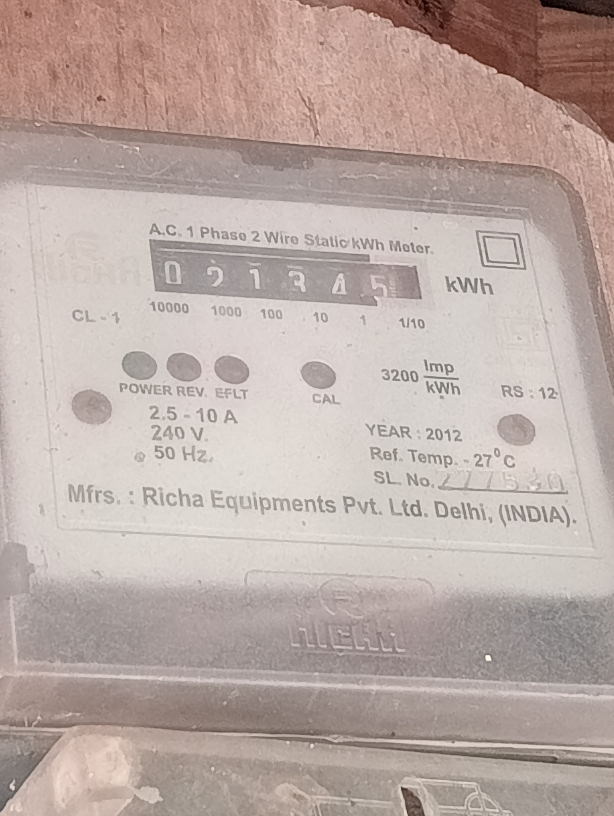 A.C. 1 Phase 2 Wire Static kWh Meter.
0 2 1 3 4 5 kWh
10000 1000 100 10 1 1/10
CL - 1
3200 Imp/kWh
RS : 12
POWER REV. EFLT
CAL
2.5 - 10 A
240 V.
50 Hz.
YEAR : 2012
Ref. Temp. - 27°C
SL. No. 277530
Mfrs. : Richa Equipments Pvt. Ltd. Delhi, (INDIA).
RICHA